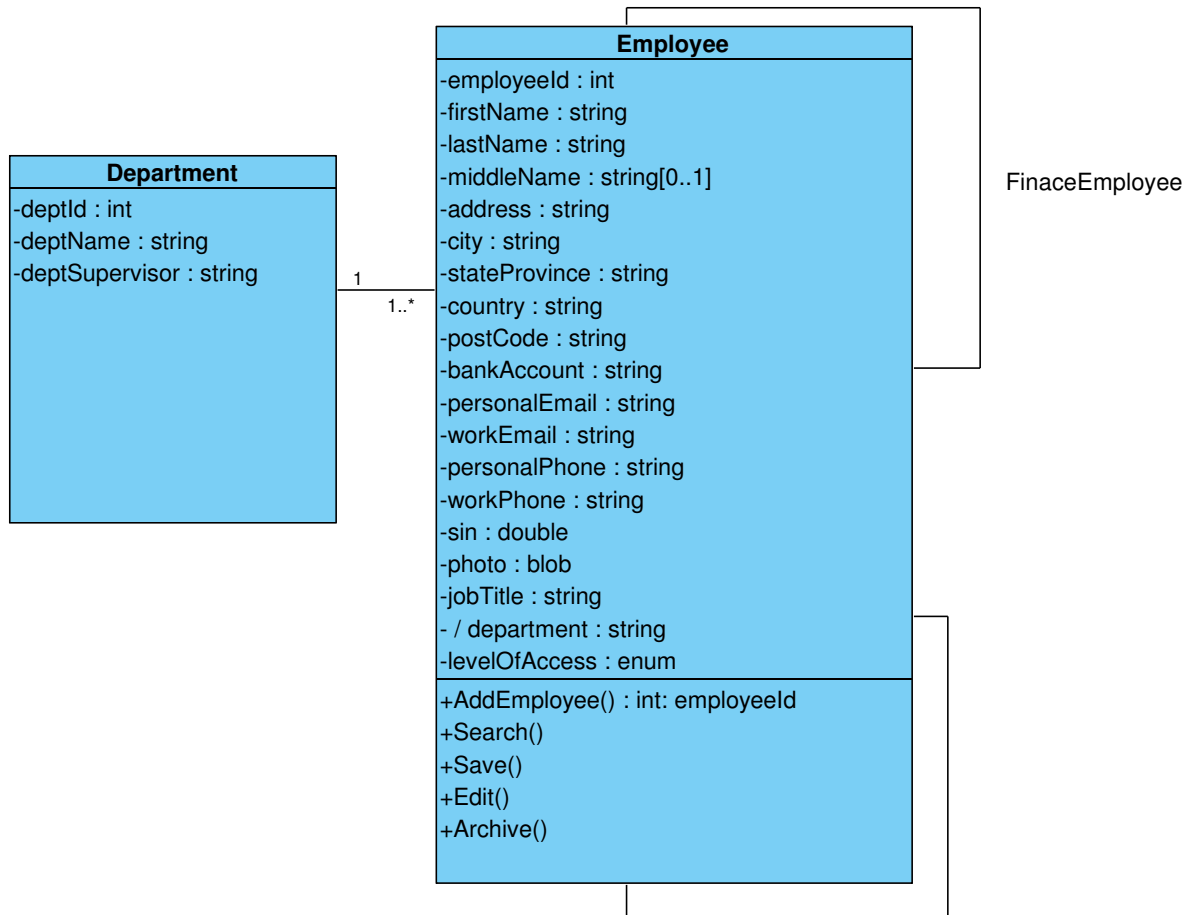 Department
-deptId : int
-deptName : string
-deptSupervisor : string
1
1..*
Employee
-employeeId : int
-firstName : string
-lastName : string
-middleName : string[0..1]
-address : string
-city : string
-stateProvince : string
-country : string
-postCode : string
-bankAccount : string
-personalEmail : string
-workEmail : string
-personalPhone : string
-workPhone : string
-sin : double
-photo : blob
-jobTitle : string
- / department : string
-levelOfAccess : enum
+AddEmployee() : int: employeeId
+Search()
+Save()
+Edit()
+Archive()
FinaceEmployee